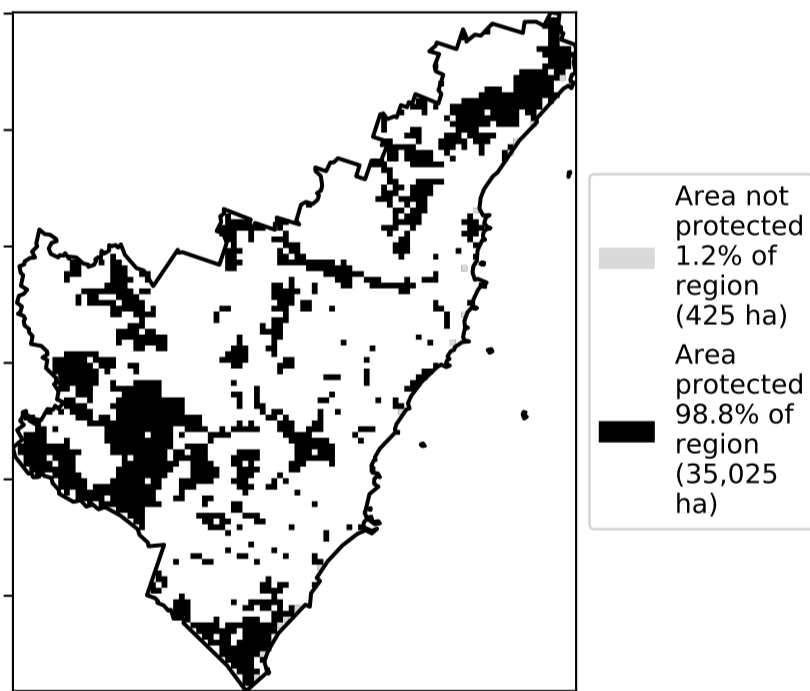 Area not
protected
1.2% of
region
(425 ha)
Area
protected
98.8% of
region
(35,025
ha)